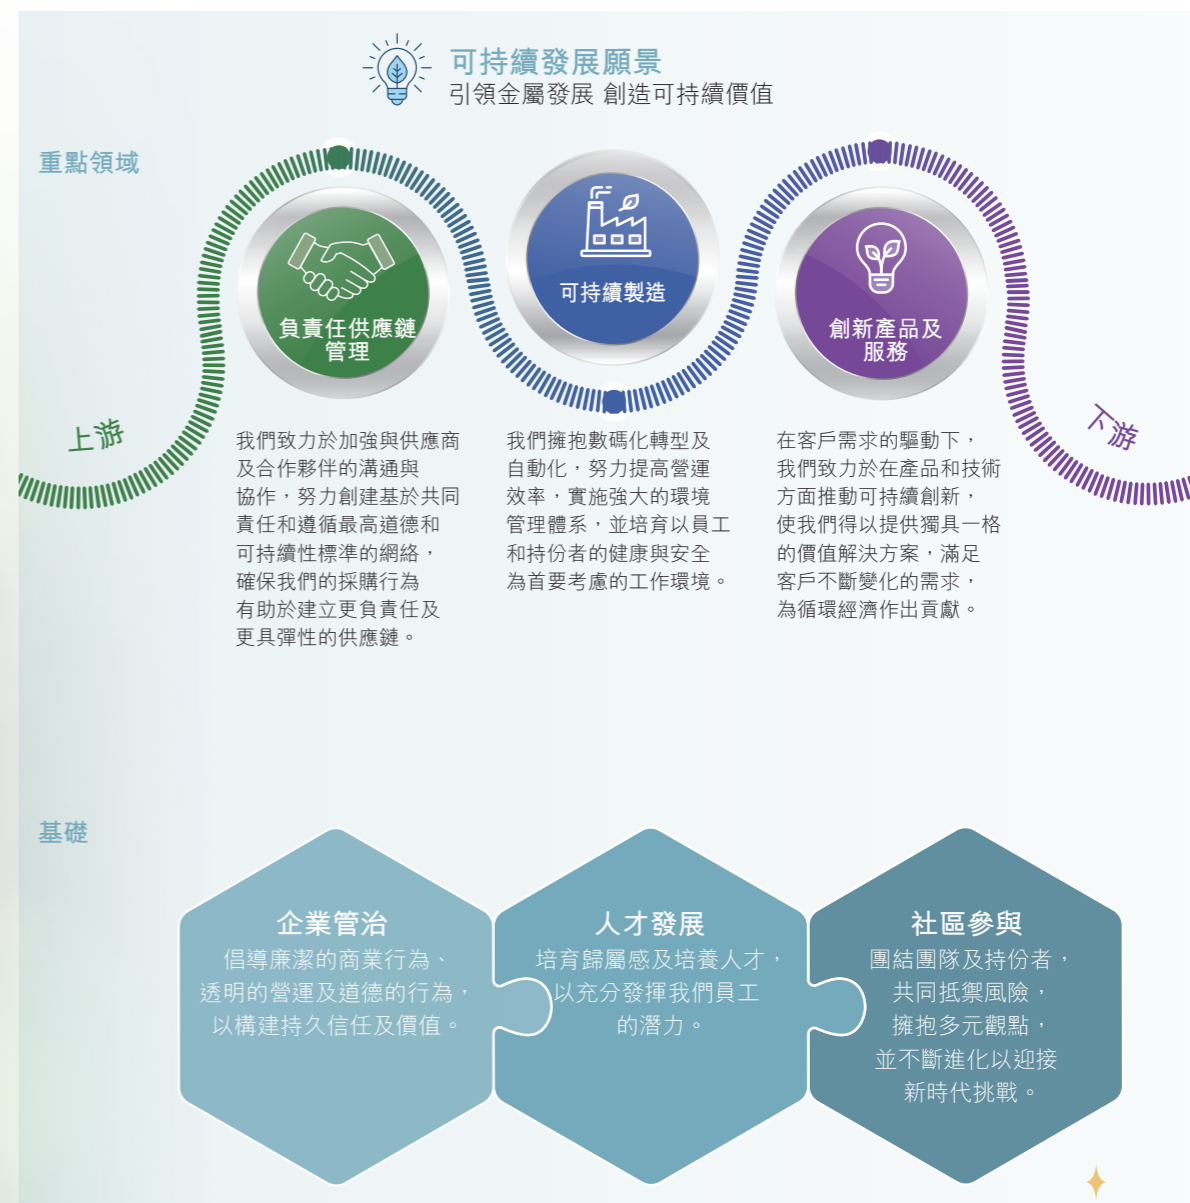 可持續發展願景
引領金屬發展 創造可持續價值
重點領域
負責任供應鏈
管理
可持續製造
創新產品及
服務
上游
下游
我們致力於加強與供應商
及合作夥伴的溝通與
協作，努力創建基於共同
責任和遵循最高道德和
可持續性標準的網絡，
確保我們的採購行為
有助於建立更負責任及
更具彈性的供應鏈。
我們擁抱數碼化轉型及
自動化，努力提高營運
效率，實施強大的環境
管理體系，並培育以員工
和持份者的健康與安全
為首要考慮的工作環境。
在客戶需求的驅動下，
我們致力於在產品和技術
方面推動可持續創新，
使我們得以提供獨具一格
的價值解決方案，滿足
客戶不斷變化的需求，
為循環經濟作出貢獻。
基礎
企業管治
倡導廉潔的商業行為、
透明的營運及道德的行為，
以構建持久信任及價值。
人才發展
培育歸屬感及培養人才，
以充分發揮我們員工
的潛力。
社區參與
團結團隊及持份者，
共同抵禦風險，
擁抱多元觀點，
並不斷進化以迎接
新時代挑戰。